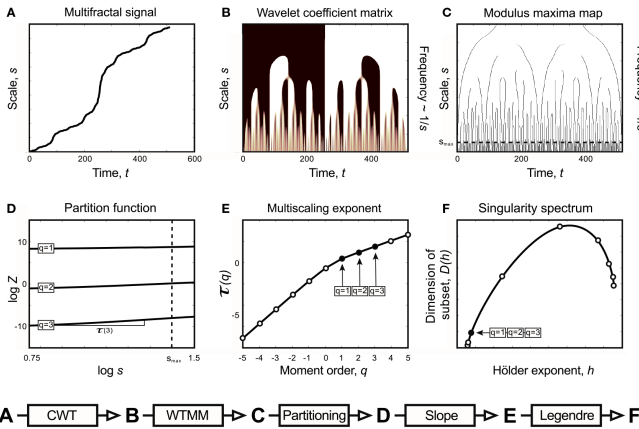 A Multifractal signal
Scale, s
0 200 400 600
Time, t
B Wavelet coefficient matrix
Scale, s
Frequency ~ 1/s
0 200 400
Time, t
C Modulus maxima map
Scale, s
smax
0 200 400
Time, t
D Partition function
log Z
10
0
-10
q=1
q=2
q=3
τ(3)
0.75 smax 1.5
log s
E Multiscaling exponent
τ(q)
0
-5
q=1 q=2 q=3
-5 -4 -3 -2 -1 0 1 2 3 4 5
Moment order, q
F Singularity spectrum
Dimension of
subset, D(h)
q=1 q=2 q=3
Hölder exponent, h
A CWT B WTMM C Partitioning D Slope E Legendre F